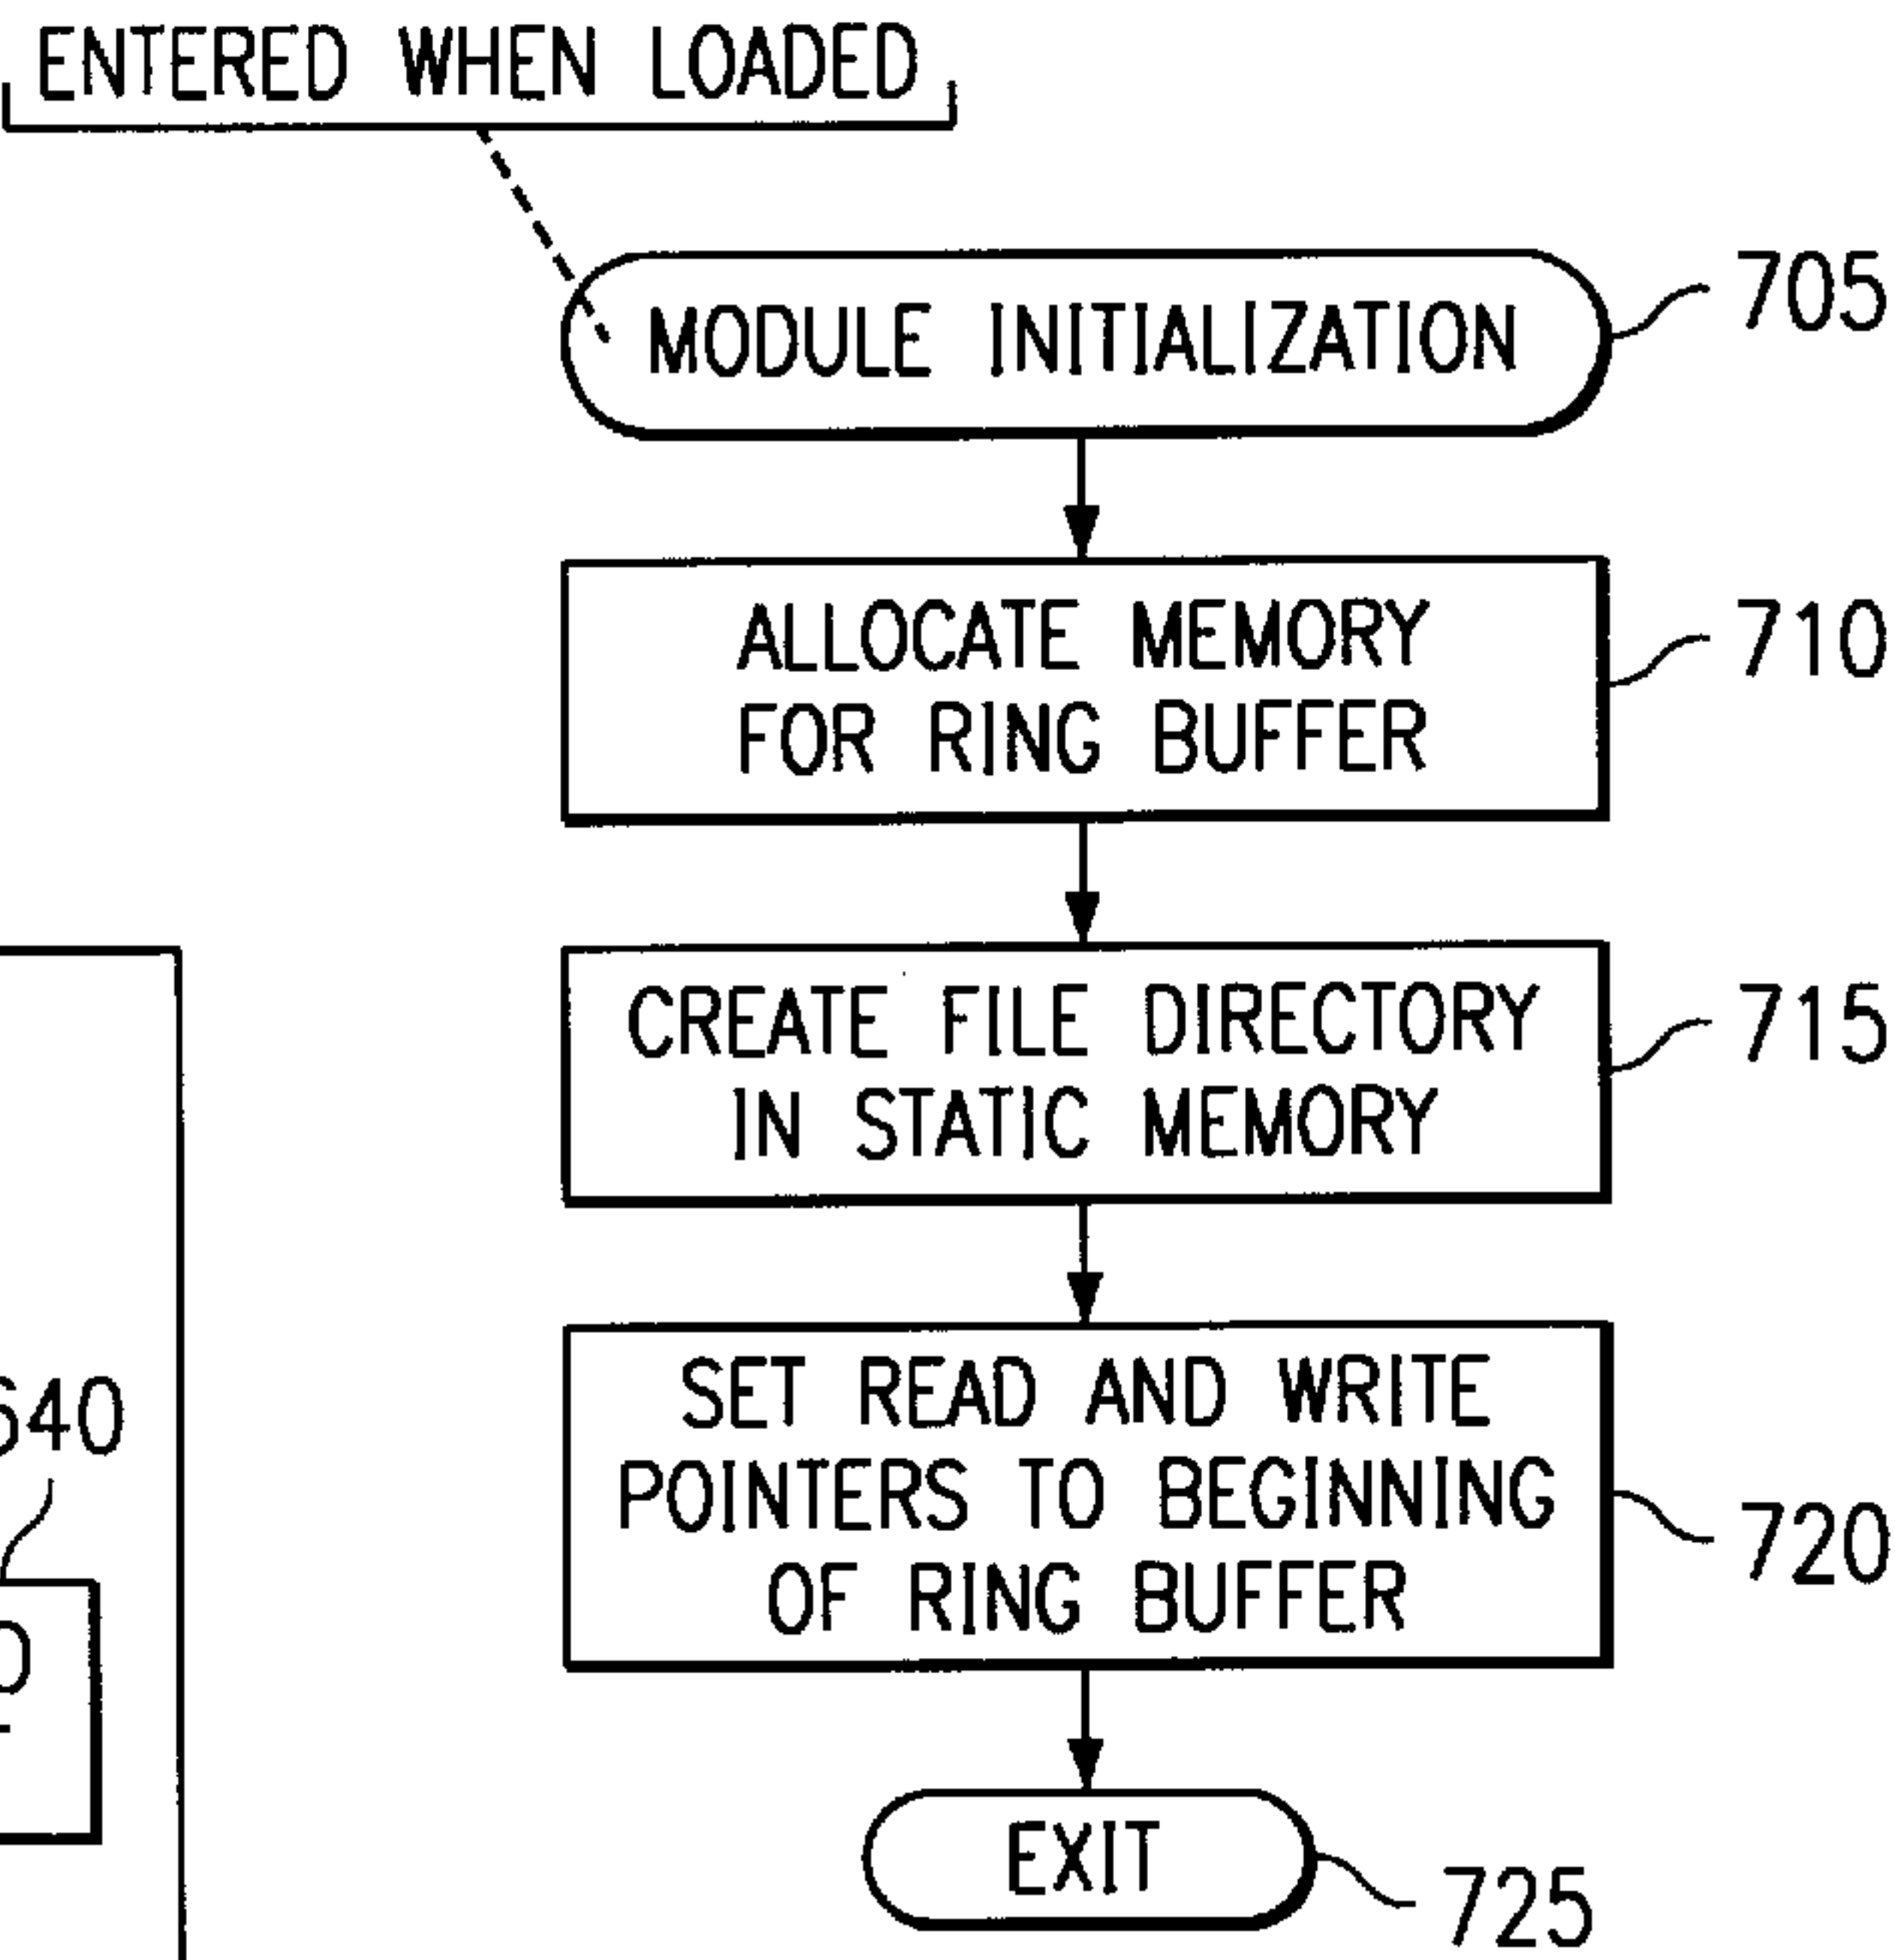 ENTERED WHEN LOADED
MODULE INITIALIZATION
705
ALLOCATE MEMORY
FOR RING BUFFER
710
CREATE FILE DIRECTORY
IN STATIC MEMORY
715
SET READ AND WRITE
POINTERS TO BEGINNING
OF RING BUFFER
720
EXIT
725
640